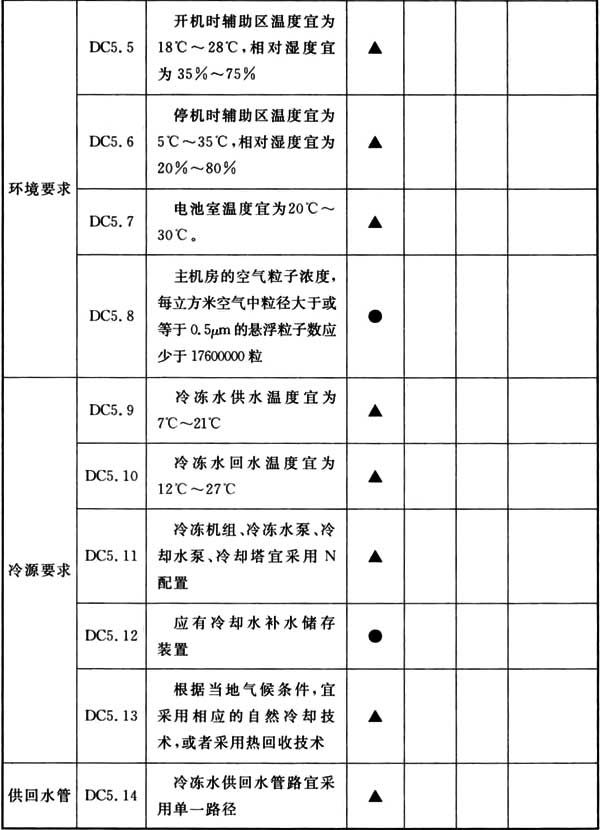 环境要求
DC5.5
开机时辅助区温度宜为
18℃～28℃,相对湿度宜
为35%～75%
▲
DC5.6
停机时辅助区温度宜为
5℃～35℃,相对湿度宜为
20%～80%
▲
DC5.7
电池室温度宜为20℃～
30℃。
▲
DC5.8
主机房的空气粒子浓度,
每立方米空气中粒径大于或
等于0.5μm的悬浮粒子数应
少于17600000粒
●
冷源要求
DC5.9
冷冻水供水温度宜为
7℃～21℃
▲
DC5.10
冷冻水回水温度宜为
12℃～27℃
▲
DC5.11
冷冻机组、冷冻水泵、冷
却水泵、冷却塔宜采用N
配置
▲
DC5.12
应有冷却水补水储存
装置
●
DC5.13
根据当地气候条件,宜
采用相应的自然冷却技
术,或者采用热回收技术
▲
供回水管
DC5.14
冷冻水供回水管路宜采
用单一路径
▲